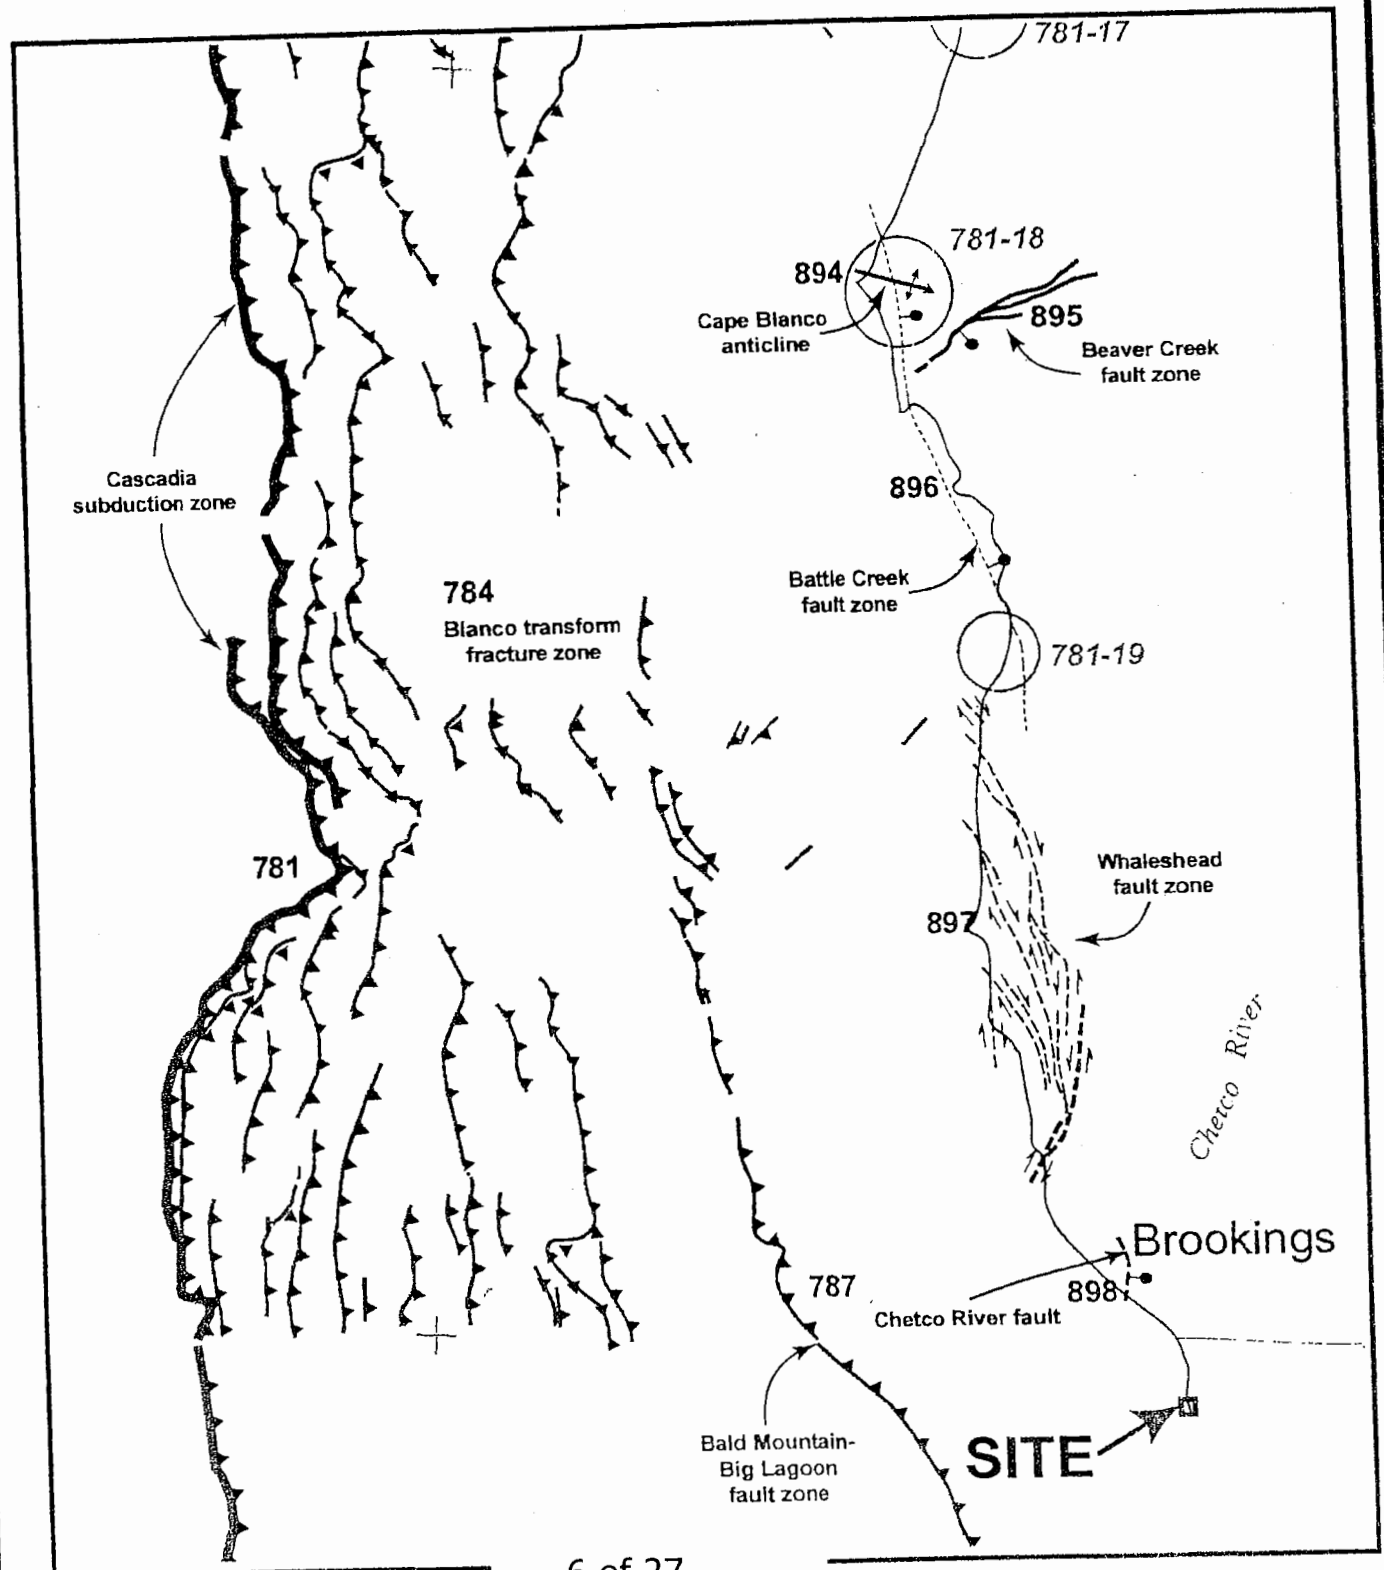 781-17
781-18
894
Cape Blanco
anticline
895
Beaver Creek
fault zone
Cascadia
subduction zone
896
Battle Creek
fault zone
784
Blanco transform
fracture zone
781-19
781
Whaleshead
fault zone
897
Chetco River
Brookings
898
787
Chetco River fault
Bald Mountain-
Big Lagoon
fault zone
SITE
6 of 27